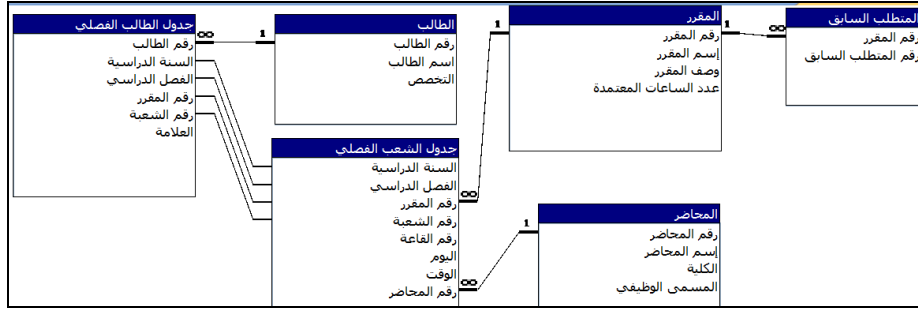 المتطلب السابق
رقم المقرر
رقم المتطلب السابق
المقرر
رقم المقرر
إسم المقرر
وصف المقرر
عدد الساعات المعتمدة
الطالب
رقم الطالب
اسم الطالب
التخصص
جدول الطالب الفصلي
رقم الطالب
السنة الدراسية
الفصل الدراسي
رقم المقرر
رقم الشعبة
العلامة
∞
1
1
1
∞
المحاضر
رقم المحاضر
إسم المحاضر
الكلية
المسمى الوظيفي
جدول الشعب الفصلي
السنة الدراسية
الفصل الدراسي
رقم المقرر
رقم الشعبة
رقم القاعة
اليوم
الوقت
رقم المحاضر
∞
1
∞